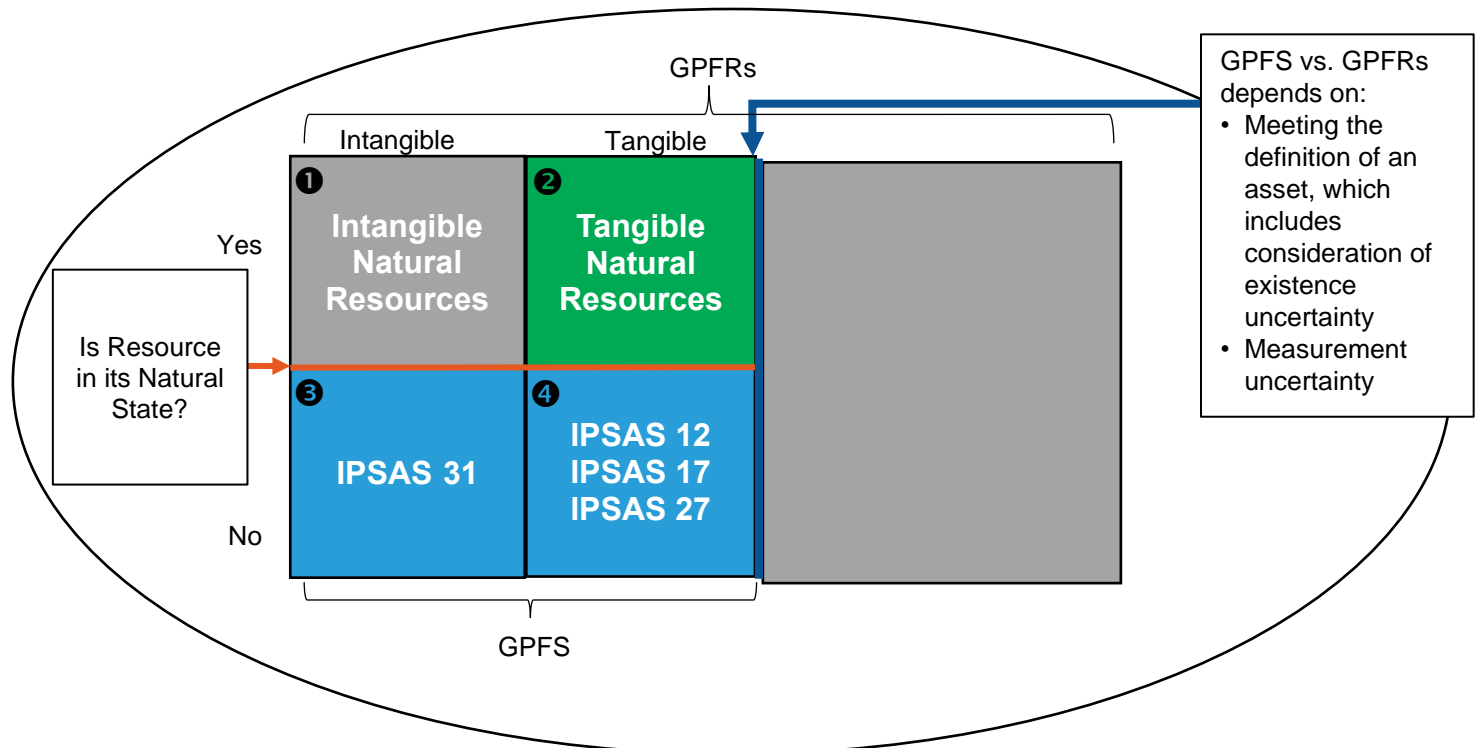 GPFRs
Intangible
Tangible
❶
Intangible
Natural
Resources
❷
Tangible
Natural
Resources
Yes
Is Resource
in its Natural
State?
No
❸
IPSAS 31
❹
IPSAS 12
IPSAS 17
IPSAS 27
GPFS
GPFS vs. GPFRs
depends on:
• Meeting the
definition of an
asset, which
includes
consideration of
existence
uncertainty
• Measurement
uncertainty